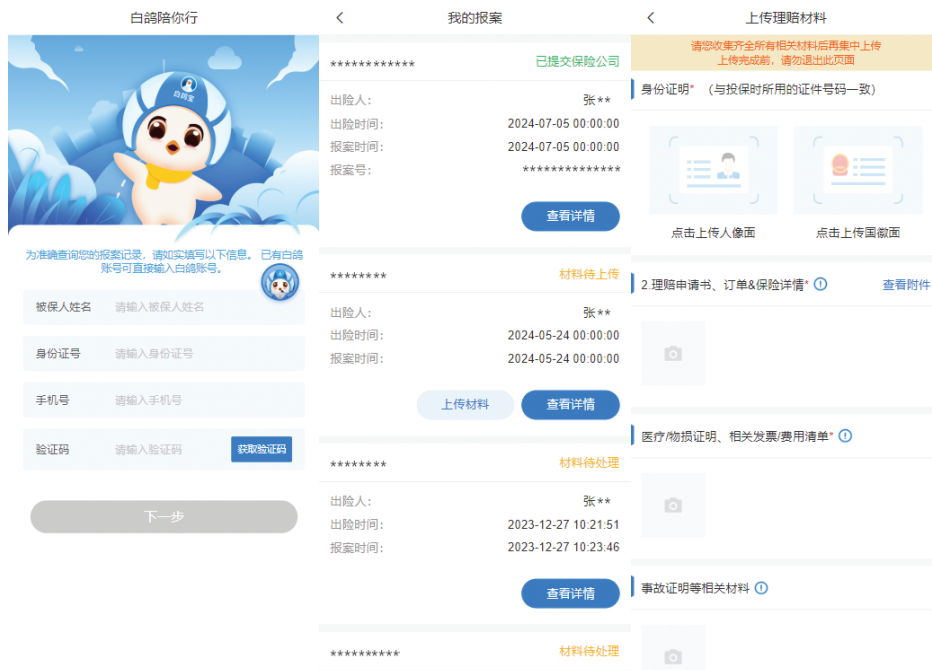 白鸽陪你行
白鸽宝
为准确查询您的报案记录，请如实填写以下信息。 已有白鸽
账号可直接输入白鸽账号。
被保人姓名 请输入被保人姓名
身份证号 请输入身份证号
手机号 请输入手机号
验证码 请输入验证码 获取验证码
下一步
我的报案
************ 已提交保险公司
出险人： 张**
出险时间： 2024-07-05 00:00:00
报案时间： 2024-07-05 00:00:00
报案号： **************
查看详情
******** 材料待上传
出险人： 张**
出险时间： 2024-05-24 00:00:00
报案时间： 2024-05-24 00:00:00
上传材料 查看详情
******** 材料待处理
出险人： 张**
出险时间： 2023-12-27 10:21:51
报案时间： 2023-12-27 10:23:46
查看详情
********** 材料待处理
上传理赔材料
请您收集齐全所有相关材料后再集中上传
上传完成前，请勿退出此页面
身份证明* （与投保时所用的证件号码一致）
点击上传人像面 点击上传国徽面
2.理赔申请书、订单&保险详情* 查看附件
医疗/物损证明、相关发票/费用清单*
事故证明等相关材料